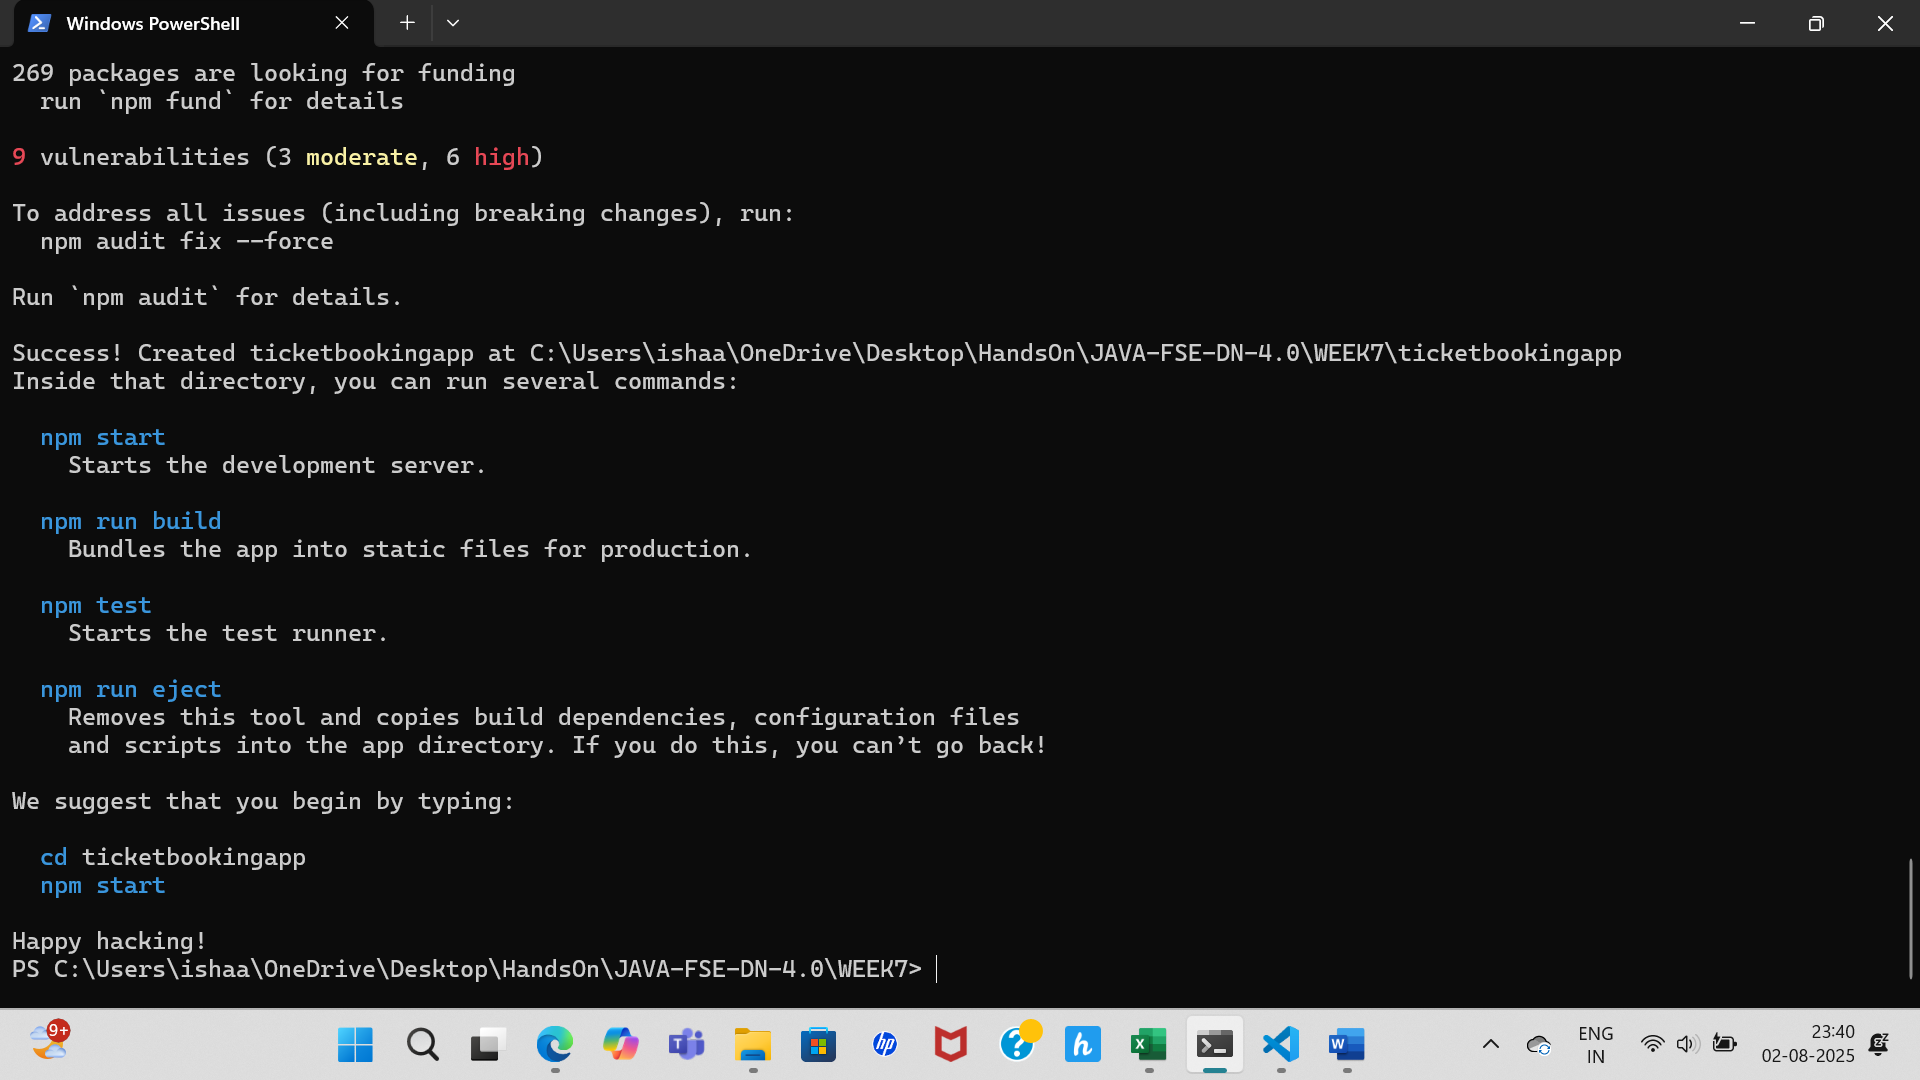 Windows PowerShell
269 packages are looking for funding
  run `npm fund` for details

9 vulnerabilities (3 moderate, 6 high)

To address all issues (including breaking changes), run:
  npm audit fix --force

Run `npm audit` for details.

Success! Created ticketbookingapp at C:\Users\ishaa\OneDrive\Desktop\HandsOn\JAVA-FSE-DN-4.0\WEEK7\ticketbookingapp
Inside that directory, you can run several commands:

  npm start
    Starts the development server.

  npm run build
    Bundles the app into static files for production.

  npm test
    Starts the test runner.

  npm run eject
    Removes this tool and copies build dependencies, configuration files
    and scripts into the app directory. If you do this, you can’t go back!

We suggest that you begin by typing:

  cd ticketbookingapp
  npm start

Happy hacking!
PS C:\Users\ishaa\OneDrive\Desktop\HandsOn\JAVA-FSE-DN-4.0\WEEK7>
9+
T
hp
?
h
X
W
ENG
IN
23:40
02-08-2025